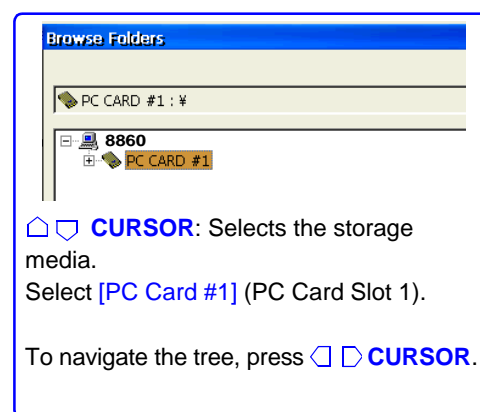 Browse Folders
PC CARD #1 : ¥
8860
PC CARD #1
CURSOR: Selects the storage
media.
Select [PC Card #1] (PC Card Slot 1).
To navigate the tree, press CURSOR.